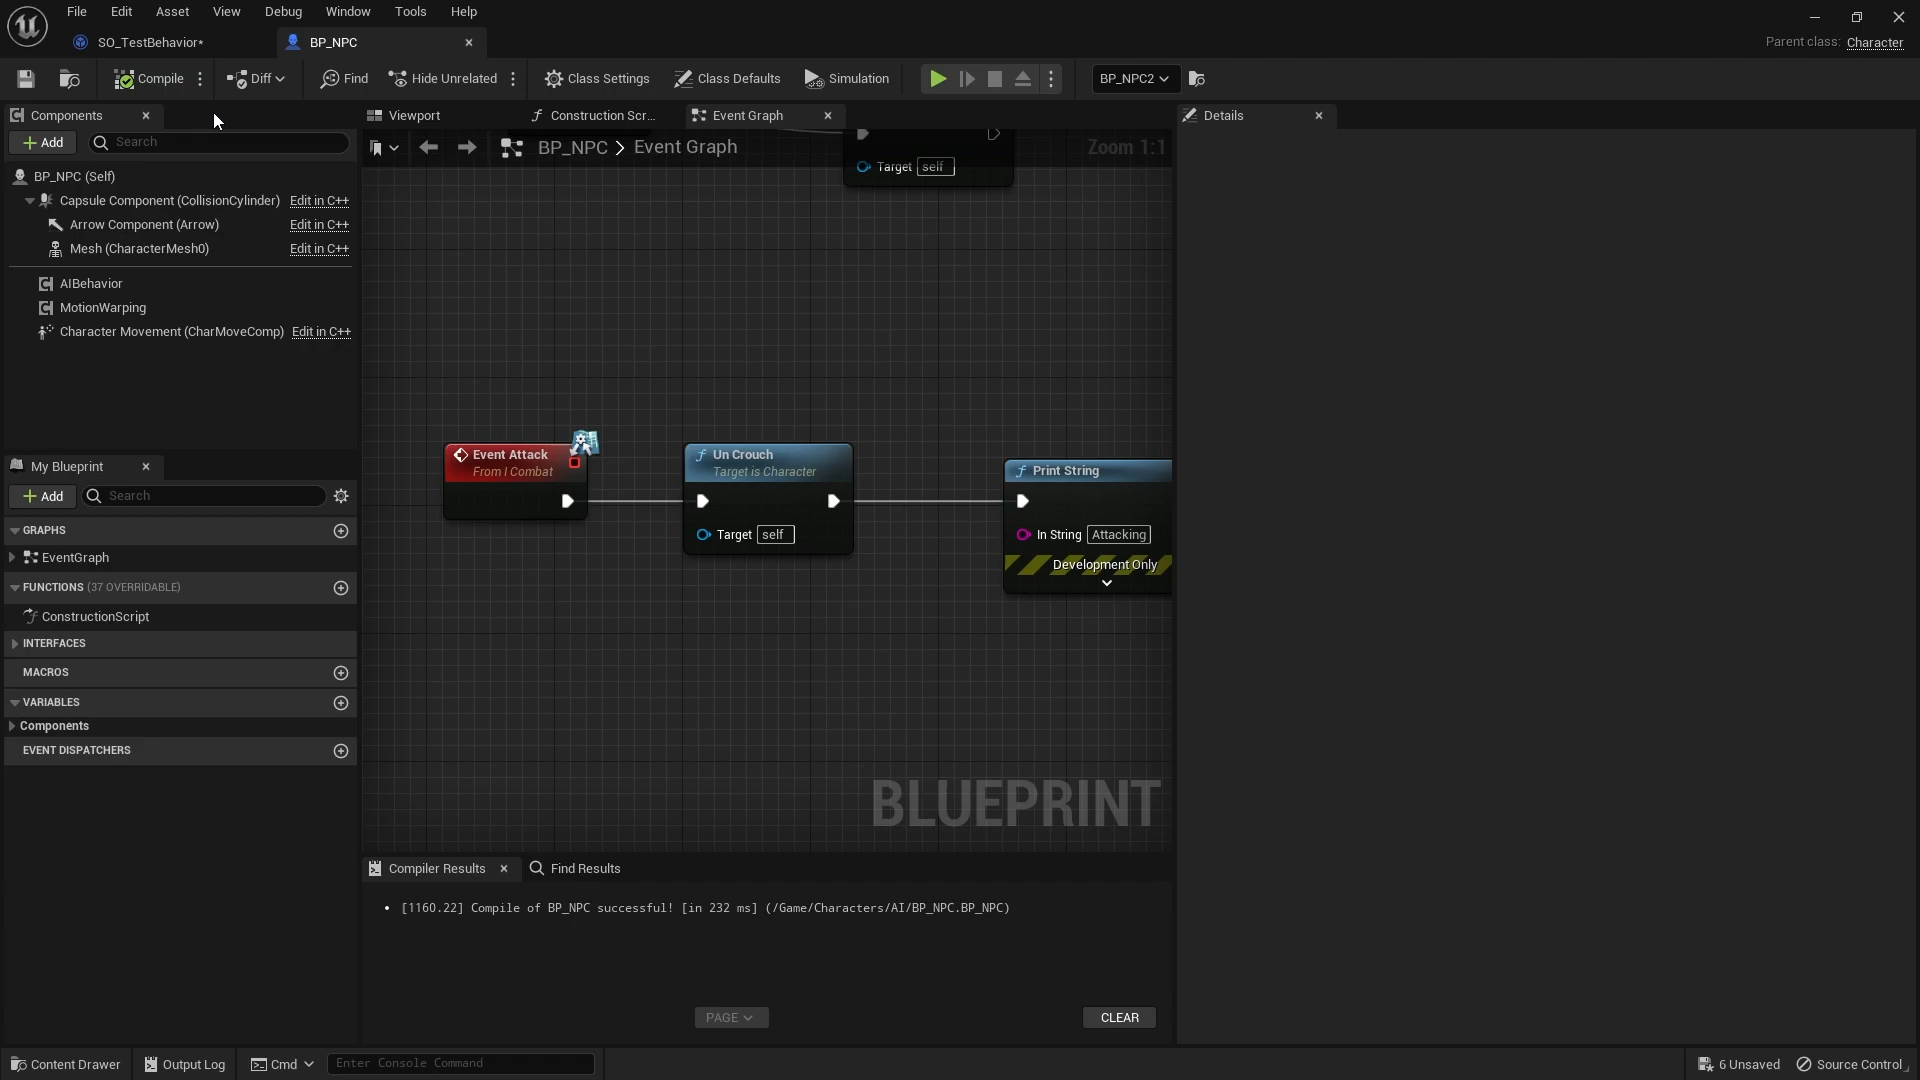 File Edit Asset View Debug Window Tools Help
SO_TestBehavior*
BP_NPC
Parent class: Character
Compile
Diff
Find
Hide Unrelated
Class Settings
Class Defaults
Simulation
BP_NPC2
Components
Viewport
Construction Scr...
Event Graph
Details
Add
Search
BP_NPC > Event Graph
Zoom 1:1
Target self
BP_NPC (Self)
Capsule Component (CollisionCylinder) Edit in C++
Arrow Component (Arrow) Edit in C++
Mesh (CharacterMesh0) Edit in C++
AIBehavior
MotionWarping
Character Movement (CharMoveComp) Edit in C++
Event Attack
From I Combat
Un Crouch
Target is Character
Target self
Print String
In String Attacking
Development Only
My Blueprint
Add
Search
GRAPHS
EventGraph
FUNCTIONS (37 OVERRIDABLE)
ConstructionScript
INTERFACES
MACROS
VARIABLES
Components
EVENT DISPATCHERS
BLUEPRINT
Compiler Results
Find Results
• [1160.22] Compile of BP_NPC successful! [in 232 ms] (/Game/Characters/AI/BP_NPC.BP_NPC)
PAGE
CLEAR
Content Drawer
Output Log
Cmd
Enter Console Command
6 Unsaved
Source Control